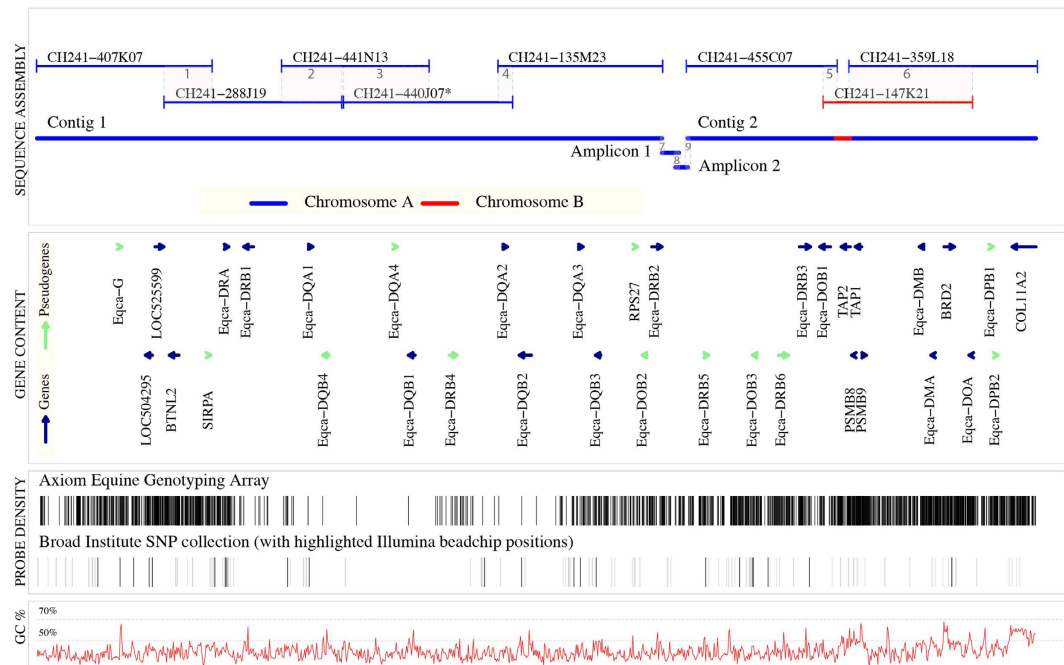 SEQUENCE ASSEMBLY
CH241−407K07
CH241−441N13
CH241−135M23
CH241−455C07
CH241−359L18
1
2
3
4
5
6
CH241−288J19
CH241−440J07*
CH241−147K21
Contig 1
Contig 2
7
9
Amplicon 1
8
Amplicon 2
Chromosome A
Chromosome B
GENE CONTENT
Pseudogenes
Genes
Eqca−G
LOC525599
Eqca−DRA
Eqca−DRB1
Eqca−DQA1
Eqca−DQA4
Eqca−DQA2
Eqca−DQA3
RPS27
Eqca−DRB2
Eqca−DRB3
Eqca−DOB1
TAP2
TAP1
Eqca−DMB
BRD2
Eqca−DPB1
COL11A2
LOC504295
BTNL2
SIRPA
Eqca−DQB4
Eqca−DQB1
Eqca−DRB4
Eqca−DQB2
Eqca−DQB3
Eqca−DOB2
Eqca−DRB5
Eqca−DOB3
Eqca−DRB6
PSMB8
PSMB9
Eqca−DMA
Eqca−DOA
Eqca−DPB2
PROBE DENSITY
Axiom Equine Genotyping Array
Broad Institute SNP collection (with highlighted Illumina beadchip positions)
GC %
70%
50%